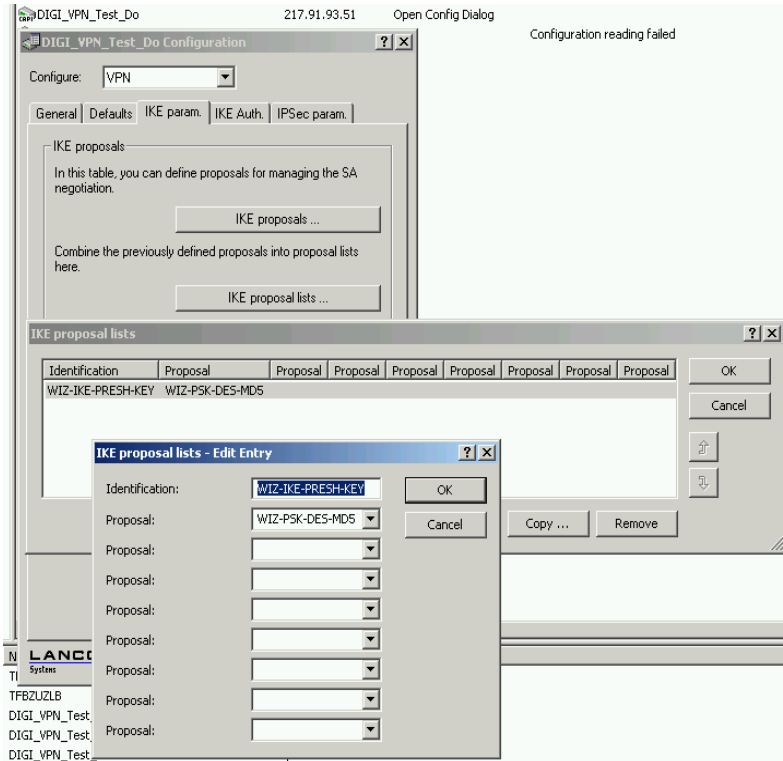 DIGI_VPN_Test_Do 217.91.93.51 Open Config Dialog
Configuration reading failed
DIGI_VPN_Test_Do Configuration
Configure: VPN
General Defaults IKE param. IKE Auth. IPSec param.
IKE proposals
In this table, you can define proposals for managing the SA
negotiation.
IKE proposals ...
Combine the previously defined proposals into proposal lists
here.
IKE proposal lists ...
IKE proposal lists
Identification Proposal Proposal Proposal Proposal Proposal Proposal Proposal Proposal
WIZ-IKE-PRESH-KEY WIZ-PSK-DES-MD5
OK
Cancel
Copy ... Remove
IKE proposal lists - Edit Entry
Identification: WIZ-IKE-PRESH-KEY OK
Proposal: WIZ-PSK-DES-MD5 Cancel
Proposal:
Proposal:
Proposal:
Proposal:
Proposal:
Proposal:
Proposal:
N LANC
Systems
TFBZUZLB
DIGI_VPN_Test_
DIGI_VPN_Test_
DIGI_VPN_Test_